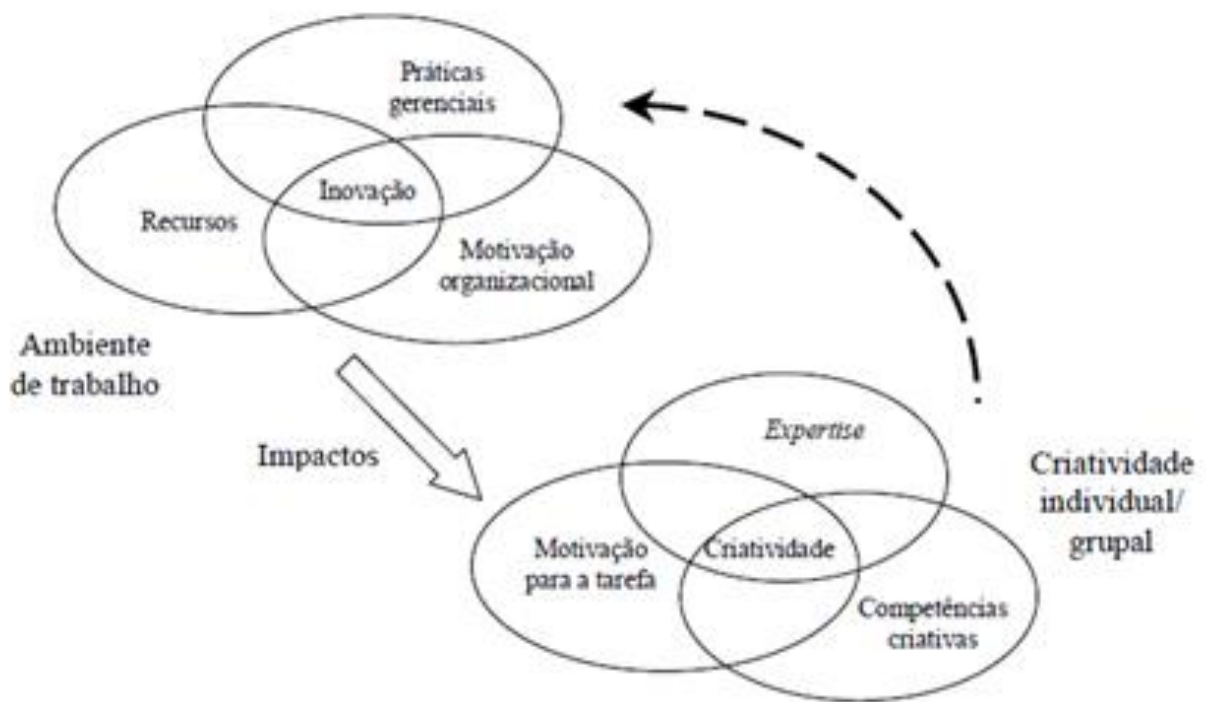 Práticas
gerenciais
Inovação
Recursos
Motivação
organizacional
Ambiente
de trabalho
Impactos
Expertise
Criatividade
individual/
grupal
Motivação
para a tarefa
Criatividade
Competências
criativas